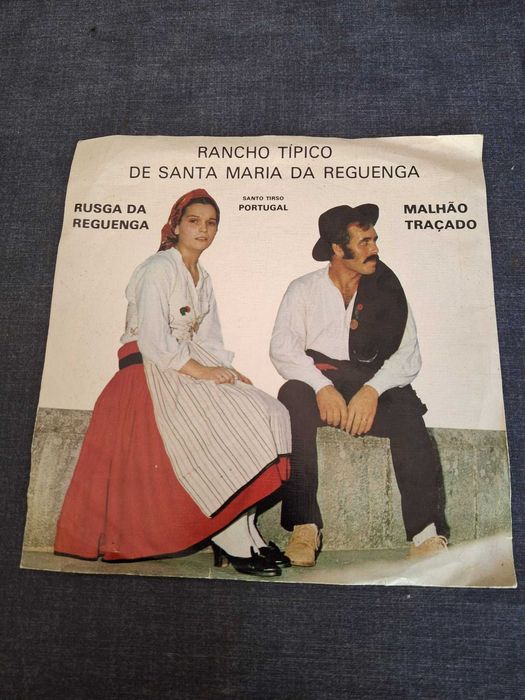 RANCHO TÍPICO
DE SANTA MARIA DA REGUENGA
SANTO TIRSO
PORTUGAL
RUSGA DA
REGUENGA
MALHÃO
TRAÇADO